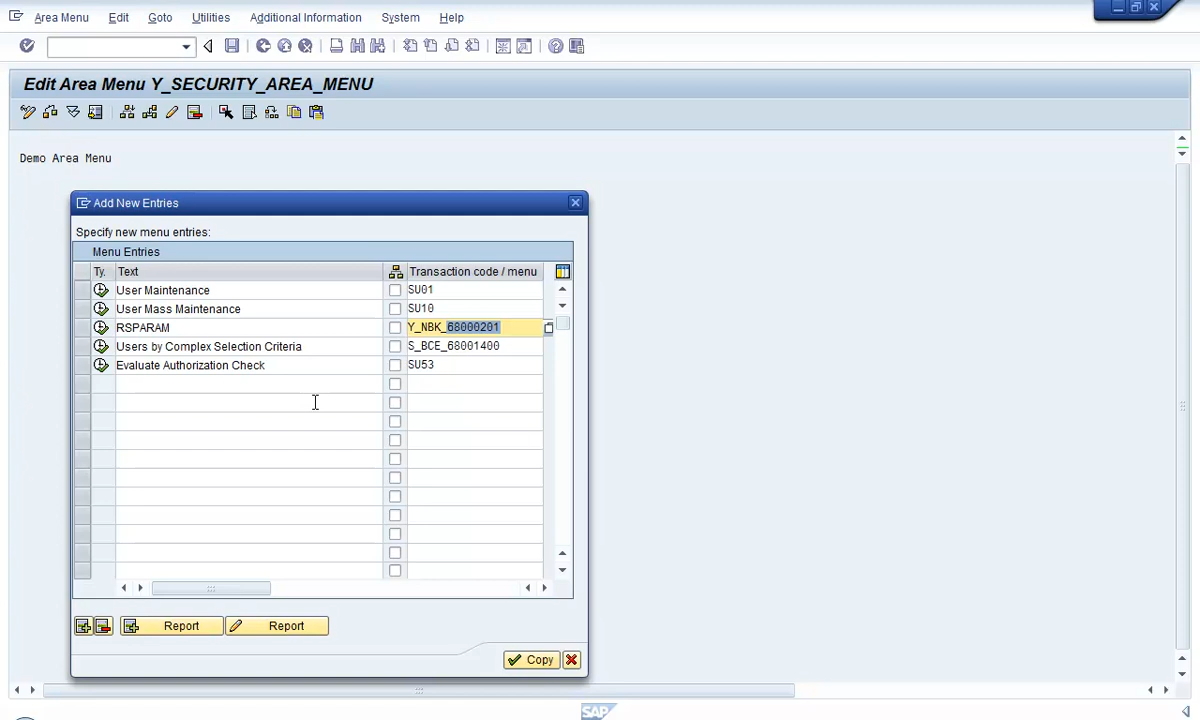 Area Menu Edit Goto Utilities Additional Information System Help
Edit Area Menu Y_SECURITY_AREA_MENU
Demo Area Menu
Add New Entries
Specify new menu entries:
Menu Entries
Ty. Text Transaction code / menu
User Maintenance SU01
User Mass Maintenance SU10
RSPARAM Y_NBK_68000201
Users by Complex Selection Criteria S_BCE_68001400
Evaluate Authorization Check SU53
Report Report
Copy
SAP